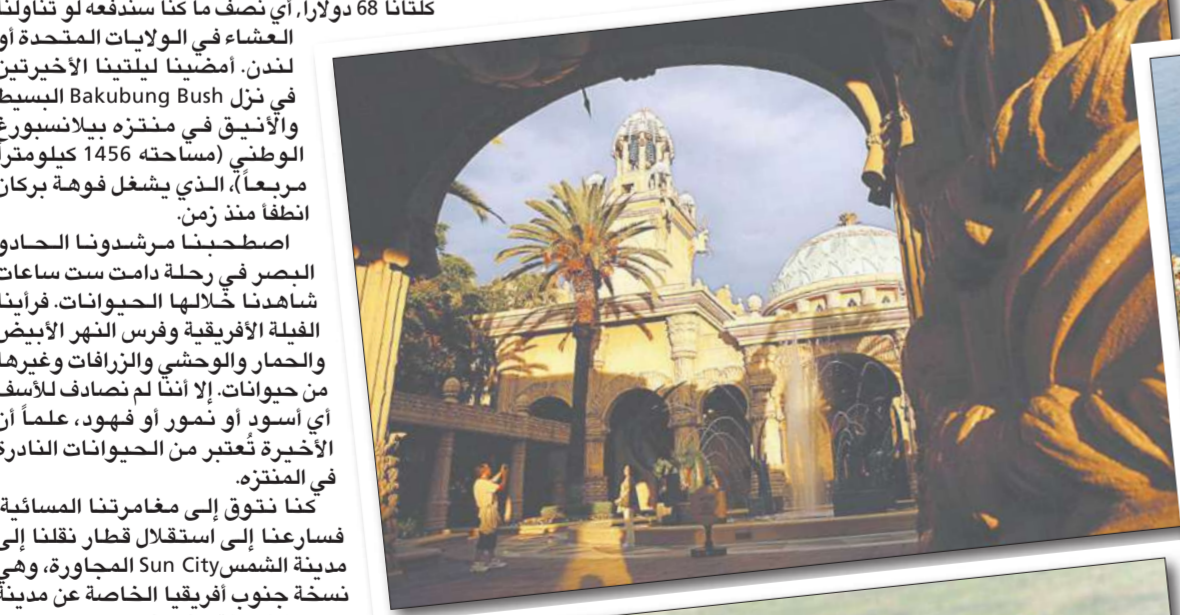 كلتانا 68 دولاراً، أي نصف ما كنا سندفعه لو تناولنا
العشاء في الولايات المتحدة أو
لندن. أمضينا ليلتينا الأخيرتين
في نزل Bakubung Bush البسيط
والأنيق في منتزه بيلانسبورغ
الوطني (مساحته 1456 كيلومتراً
مربعاً)، الذي يشغل فوهة بركان
انطفأ منذ زمن.
اصطحبنا مرشدونا الحادو
البصر في رحلة دامت ست ساعات
شاهدنا خلالها الحيوانات. فرأينا
الفيلة الأفريقية وفرس النهر الأبيض
والحمار والوحشي والزرافات وغيرها
من حيوانات. إلا أننا لم نصادف للأسف
أي أسود أو نمور أو فهود، علماً أن
الأخيرة تُعتبر من الحيوانات النادرة
في المنتزه.
كنا نتوق إلى مغامرتنا المسائية،
فسارعنا إلى استقلال قطار نقلنا إلى
مدينة الشمسSun City المجاورة، وهي
نسخة جنوب أفريقيا الخاصة عن مدينة